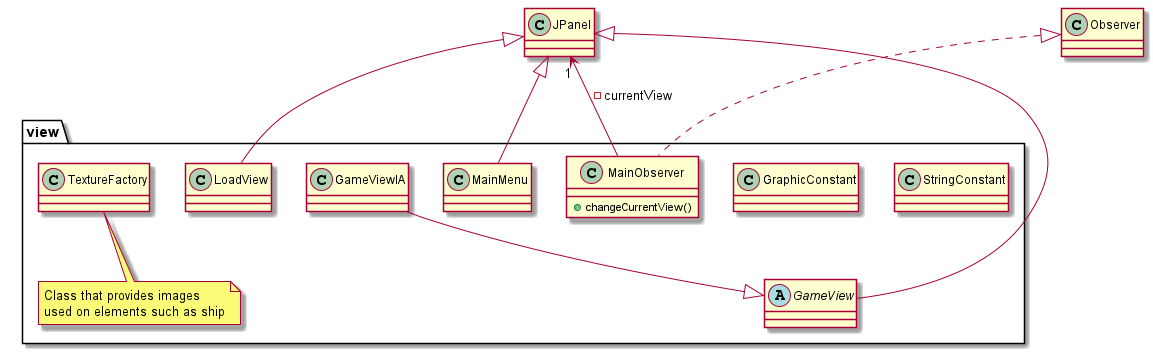 C JPanel
C Observer
1
currentView
view
C TextureFactory
C LoadView
C GameViewIA
C MainMenu
C MainObserver
changeCurrentView()
C GraphicConstant
C StringConstant
Class that provides images
used on elements such as ship
A GameView